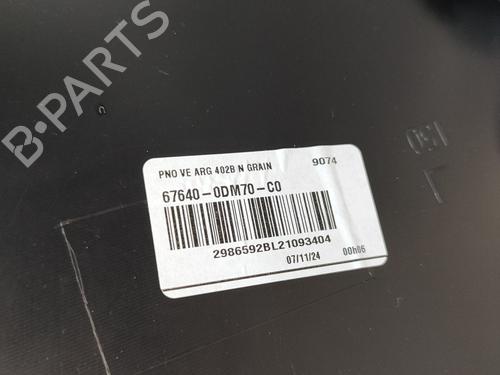 B-PARTS
PNO VE ARG 402B N GRAIN 9074
67640-0DM70-C0
2986592BL21093404
07/11/24 00h06